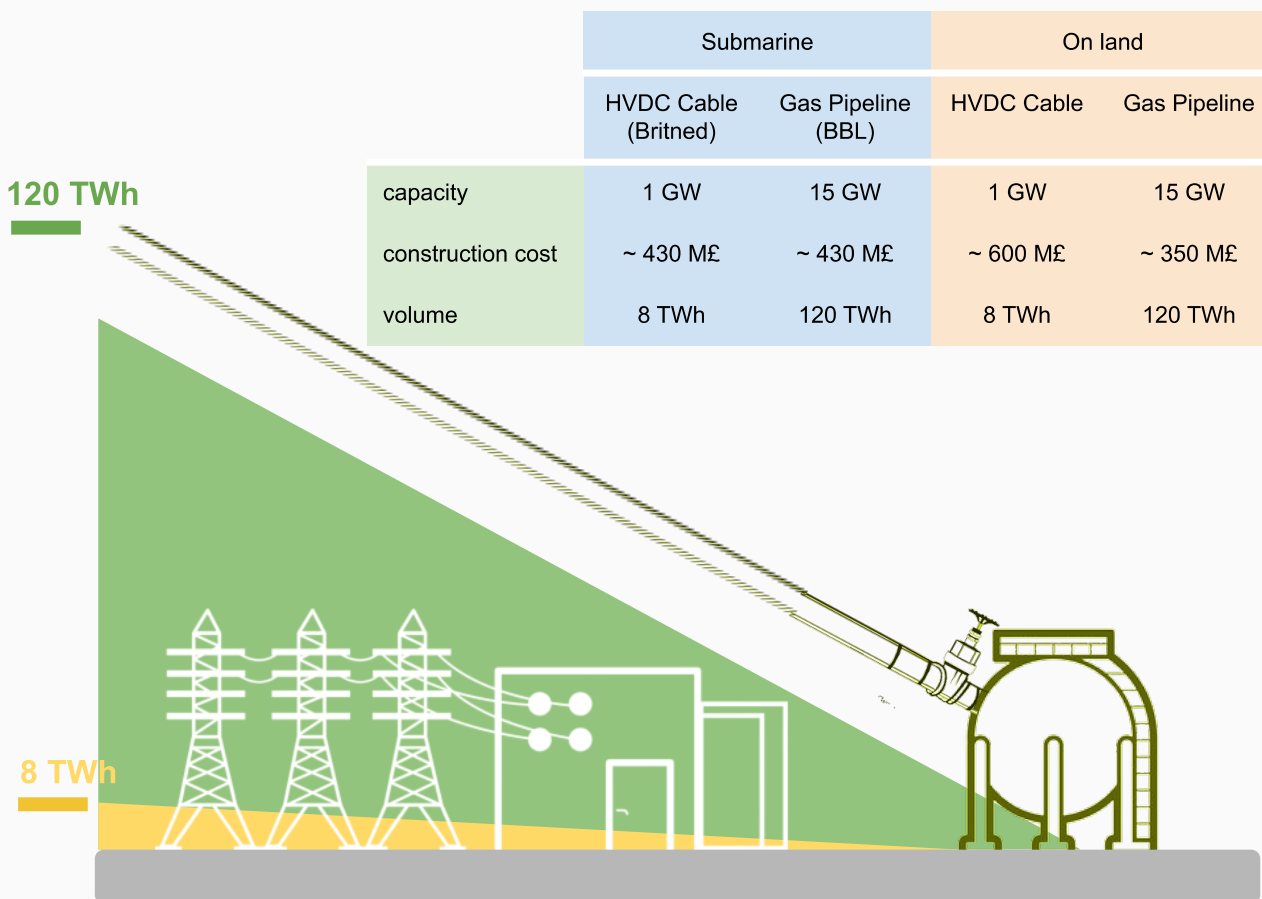 Submarine On land
HVDC Cable Gas Pipeline HVDC Cable Gas Pipeline
(Britned) (BBL)
120 TWh
capacity 1 GW 15 GW 1 GW 15 GW
construction cost ~ 430 M£ ~ 430 M£ ~ 600 M£ ~ 350 M£
volume 8 TWh 120 TWh 8 TWh 120 TWh
8 TWh